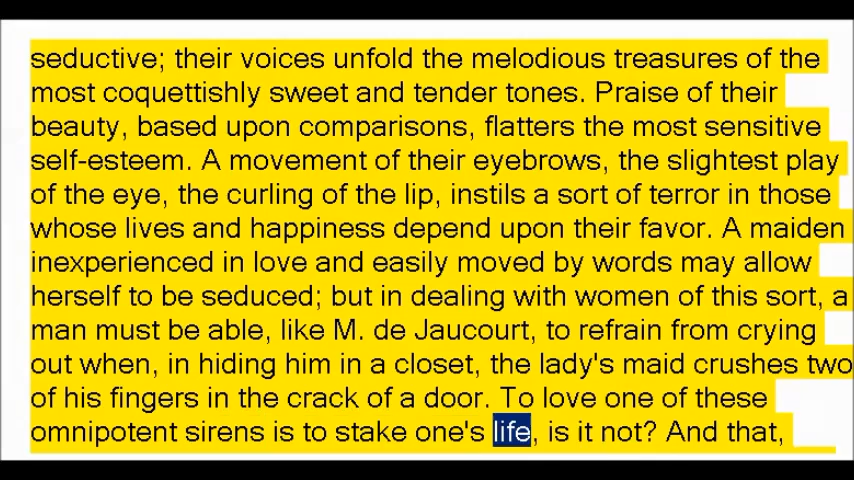 seductive; their voices unfold the melodious treasures of the
most coquettishly sweet and tender tones. Praise of their
beauty, based upon comparisons, flatters the most sensitive
self-esteem. A movement of their eyebrows, the slightest play
of the eye, the curling of the lip, instils a sort of terror in those
whose lives and happiness depend upon their favor. A maiden
inexperienced in love and easily moved by words may allow
herself to be seduced; but in dealing with women of this sort, a
man must be able, like M. de Jaucourt, to refrain from crying
out when, in hiding him in a closet, the lady's maid crushes two
of his fingers in the crack of a door. To love one of these
omnipotent sirens is to stake one's life, is it not? And that,